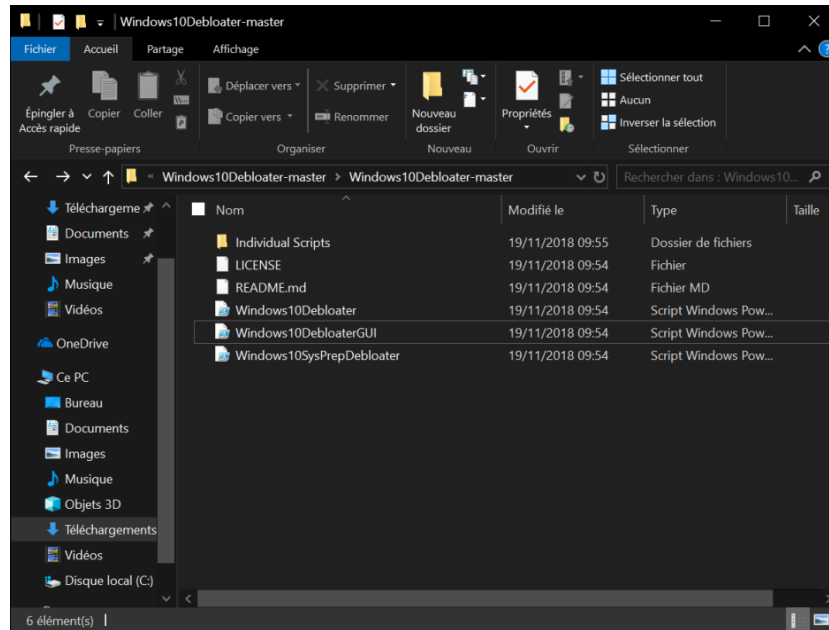 Windows10Debloater-master
Fichier Accueil Partage Affichage
Épingler à Accès rapide
Copier
Coller
Déplacer vers
Copier vers
Supprimer
Renommer
Nouveau dossier
Propriétés
Sélectionner tout
Aucun
Inverser la sélection
Presse-papiers Organiser Nouveau Ouvrir Sélectionner
« Windows10Debloater-master > Windows10Debloater-master
Rechercher dans : Windows10...
Nom Modifié le Type Taille
Individual Scripts 19/11/2018 09:55 Dossier de fichiers
LICENSE 19/11/2018 09:54 Fichier
README.md 19/11/2018 09:54 Fichier MD
Windows10Debloater 19/11/2018 09:54 Script Windows Pow...
Windows10DebloaterGUI 19/11/2018 09:54 Script Windows Pow...
Windows10SysPrepDebloater 19/11/2018 09:54 Script Windows Pow...
Téléchargeme
Documents
Images
Musique
Vidéos
OneDrive
Ce PC
Bureau
Documents
Images
Musique
Objets 3D
Téléchargements
Vidéos
Disque local (C:)
6 élément(s)